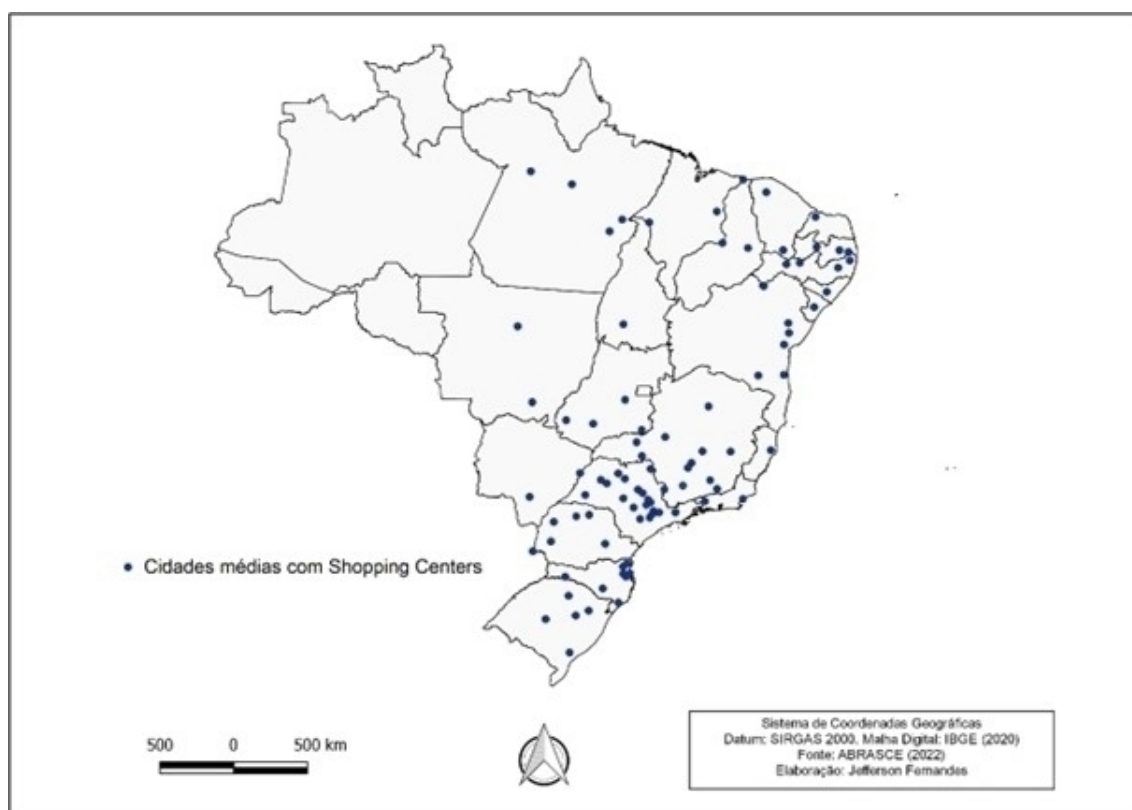 Cidades médias com Shopping Centers
500 0 500 km
Sistema de Coordenadas Geográficas
Datum: SIRGAS 2000. Malha Digital: IBGE (2020)
Fonte: ABRASCE (2022)
Elaboração: Jefferson Fernandes